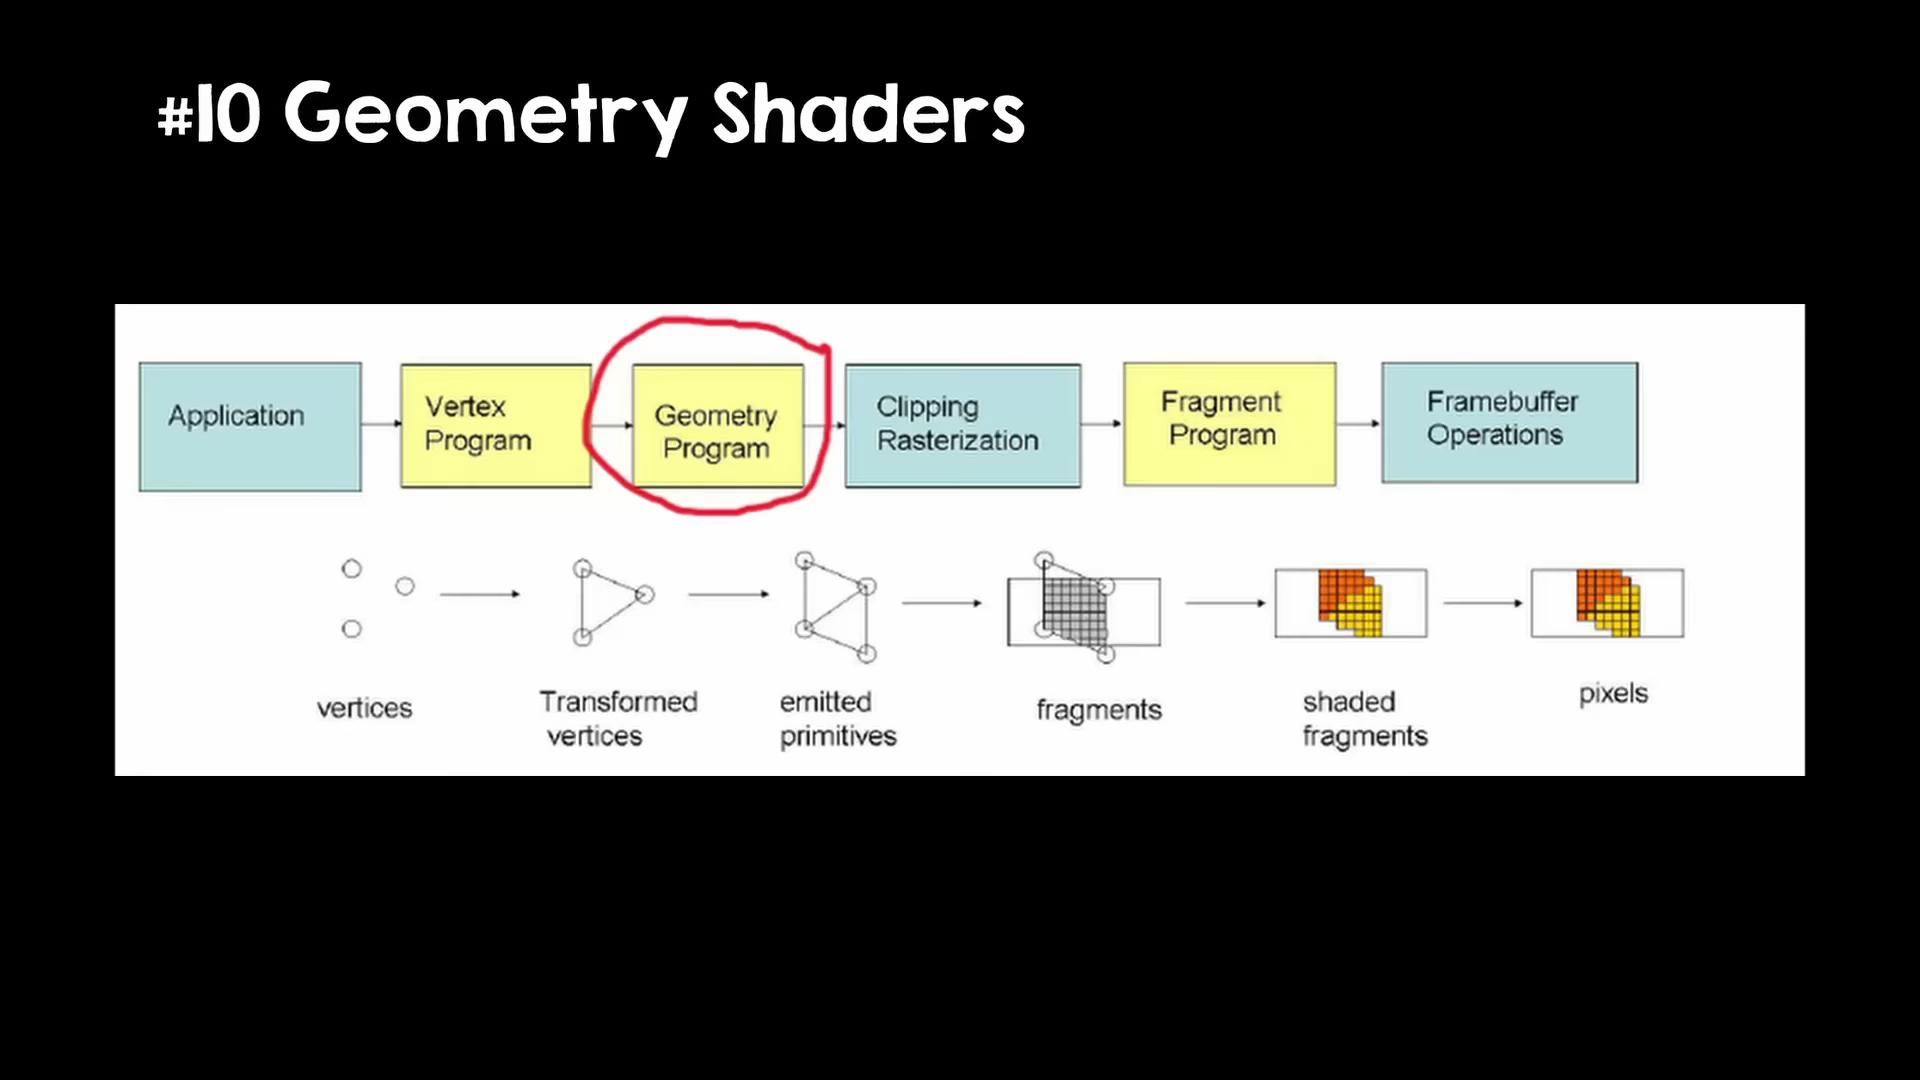 #10 Geometry Shaders
Application
Vertex
Program
Geometry
Program
Clipping
Rasterization
Fragment
Program
Framebuffer
Operations
vertices
Transformed
vertices
emitted
primitives
fragments
shaded
fragments
pixels